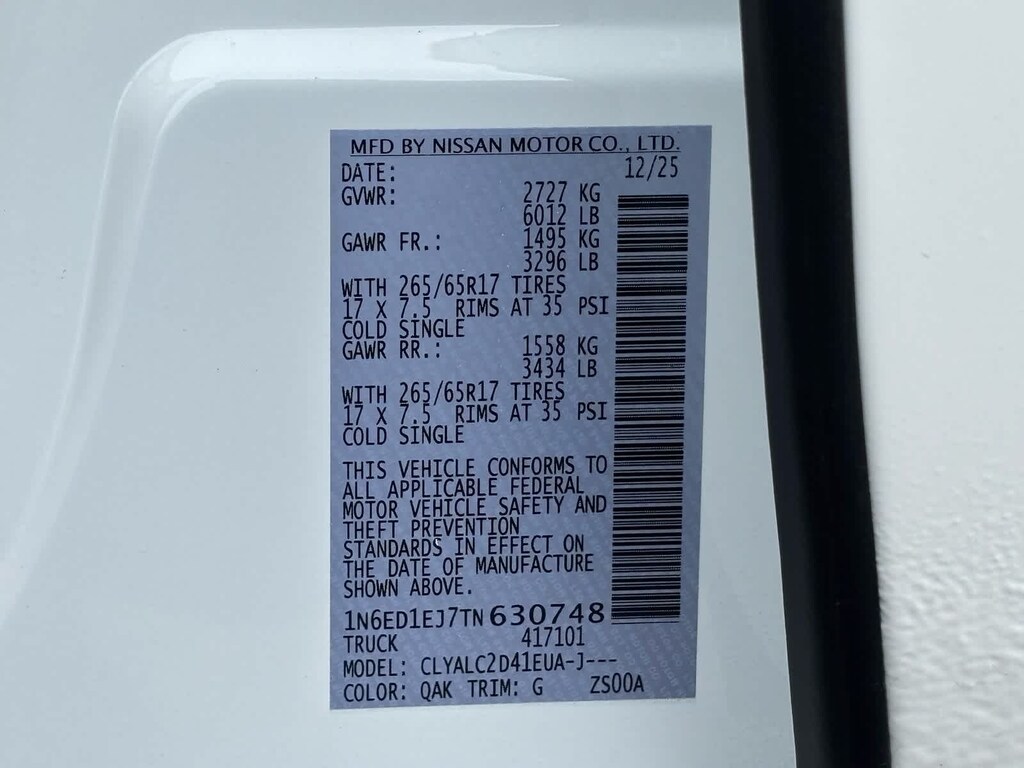 MFD BY NISSAN MOTOR CO., LTD.
DATE: 12/25
GVWR: 2727 KG
6012 LB
GAWR FR.: 1495 KG
3296 LB
WITH 265/65R17 TIRES
17 X 7.5 RIMS AT 35 PSI
COLD SINGLE
GAWR RR.: 1558 KG
3434 LB
WITH 265/65R17 TIRES
17 X 7.5 RIMS AT 35 PSI
COLD SINGLE
THIS VEHICLE CONFORMS TO
ALL APPLICABLE FEDERAL
MOTOR VEHICLE SAFETY AND
THEFT PREVENTION
STANDARDS IN EFFECT ON
THE DATE OF MANUFACTURE
SHOWN ABOVE.
1N6ED1EJ7TN630748
TRUCK 417101
MODEL: CLYALC2D41EUA-J---
COLOR: QAK TRIM: G ZS00A